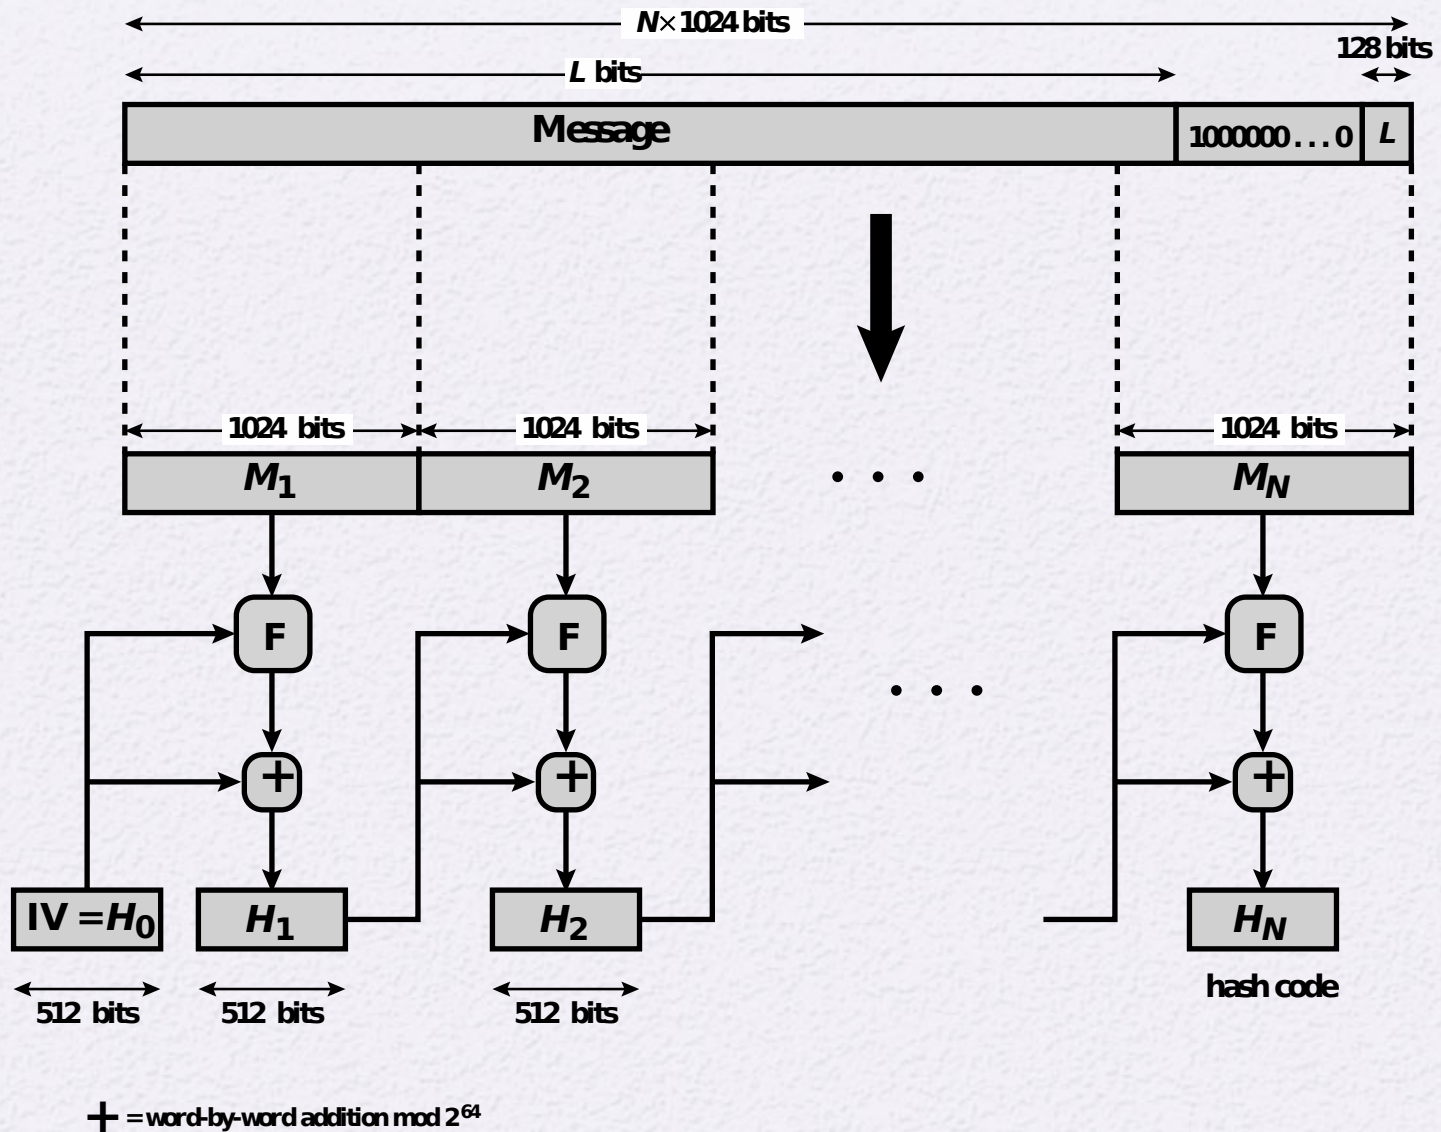 N×1024 bits
128 bits
L bits
Message
1000000...0
L
1024 bits
1024 bits
1024 bits
M1
M2
MN
F
F
F
+
+
+
IV = H0
H1
H2
HN
hash code
512 bits
512 bits
512 bits
+ = word-by-word addition mod 2^64